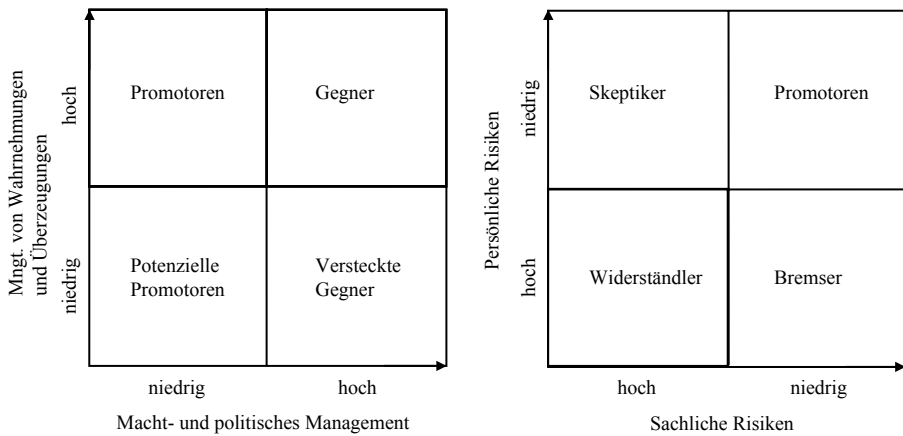 Mngt. von Wahrnehmungen
und Überzeugungen
hoch
niedrig
Promotoren
Gegner
Potenzielle
Promotoren
Versteckte
Gegner
niedrig
hoch
Macht- und politisches Management
Persönliche Risiken
niedrig
hoch
Skeptiker
Promotoren
Widerständler
Bremser
hoch
niedrig
Sachliche Risiken